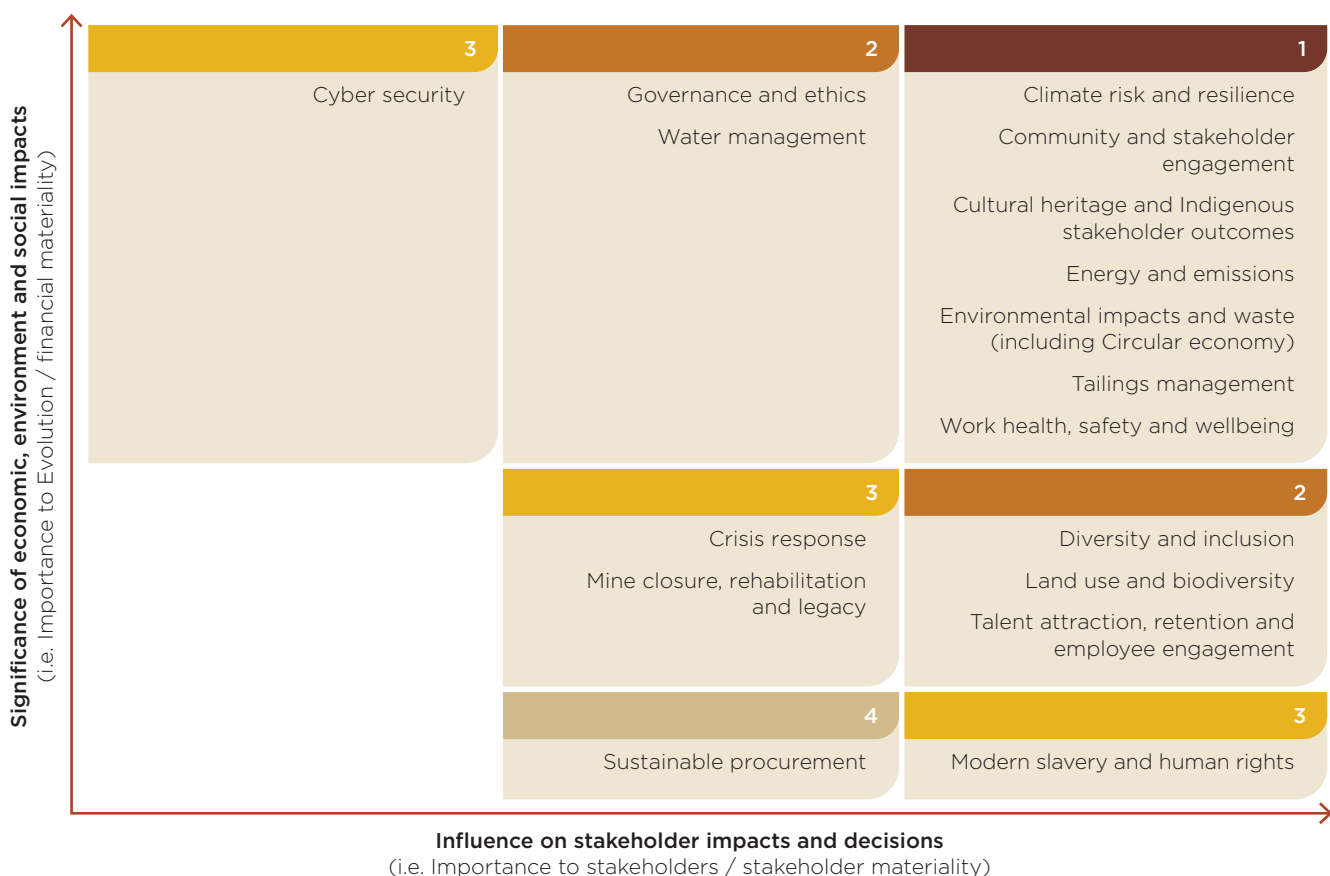 Significance of economic, environment and social impacts
(i.e. Importance to Evolution / financial materiality)
3
Cyber security
2
Governance and ethics
Water management
1
Climate risk and resilience
Community and stakeholder
engagement
Cultural heritage and Indigenous
stakeholder outcomes
Energy and emissions
Environmental impacts and waste
(including Circular economy)
Tailings management
Work health, safety and wellbeing
3
Crisis response
Mine closure, rehabilitation
and legacy
2
Diversity and inclusion
Land use and biodiversity
Talent attraction, retention and
employee engagement
4
Sustainable procurement
3
Modern slavery and human rights
Influence on stakeholder impacts and decisions
(i.e. Importance to stakeholders / stakeholder materiality)